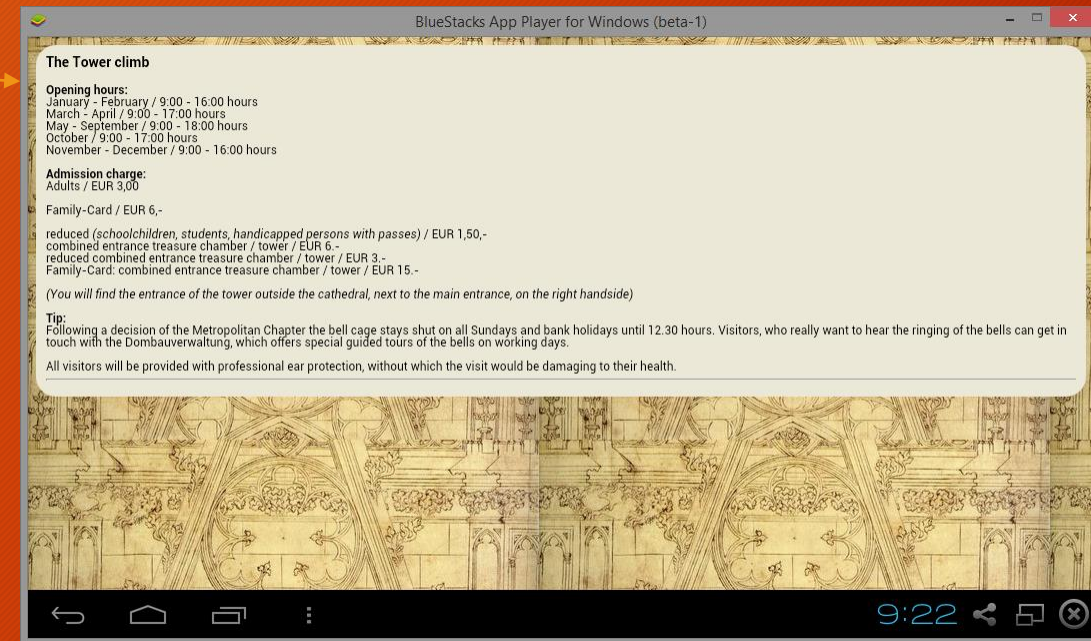 BlueStacks App Player for Windows (beta-1)
The Tower climb
Opening hours:
January - February / 9:00 - 16:00 hours
March - April / 9:00 - 17:00 hours
May - September / 9:00 - 18:00 hours
October / 9:00 - 17:00 hours
November - December / 9:00 - 16:00 hours
Admission charge:
Adults / EUR 3,00
Family-Card / EUR 6,-
reduced (schoolchildren, students, handicapped persons with passes) / EUR 1,50,-
combined entrance treasure chamber / tower / EUR 6.-
reduced combined entrance treasure chamber / tower / EUR 3.-
Family-Card: combined entrance treasure chamber / tower / EUR 15.-
(You will find the entrance of the tower outside the cathedral, next to the main entrance, on the right handside)
Tip:
Following a decision of the Metropolitan Chapter the bell cage stays shut on all Sundays and bank holidays until 12.30 hours. Visitors, who really want to hear the ringing of the bells can get in
touch with the Dombauverwaltung, which offers special guided tours of the bells on working days.
All visitors will be provided with professional ear protection, without which the visit would be damaging to their health.
9:22